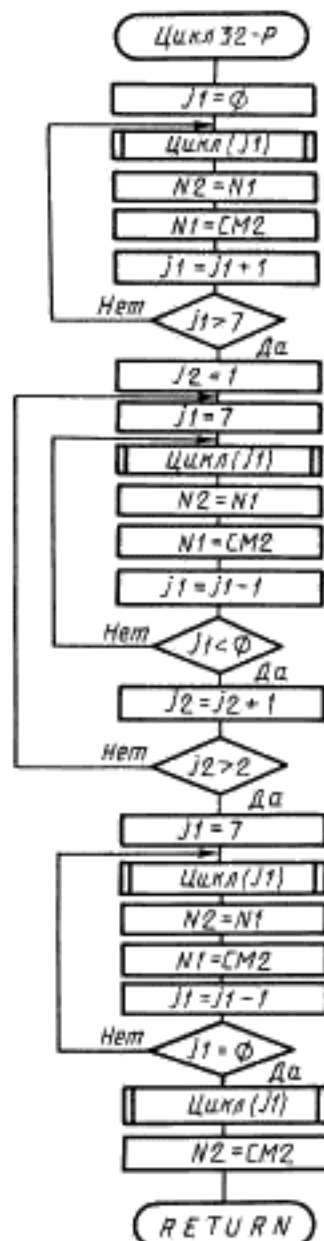 Цикл 32-Р
j1=∅
Цикл(j1)
N2=N1
N1=CM2
j1=j1+1
Нет
j1>7
Да
j2=1
j1=7
Цикл(j1)
N2=N1
N1=CM2
j1=j1-1
Нет
j1<∅
Да
j2=j2+1
Нет
j2>2
Да
j1=7
Цикл(j1)
N2=N1
N1=CM2
j1=j1-1
Нет
j1=∅
Да
Цикл(j1)
N2=CM2
RETURN